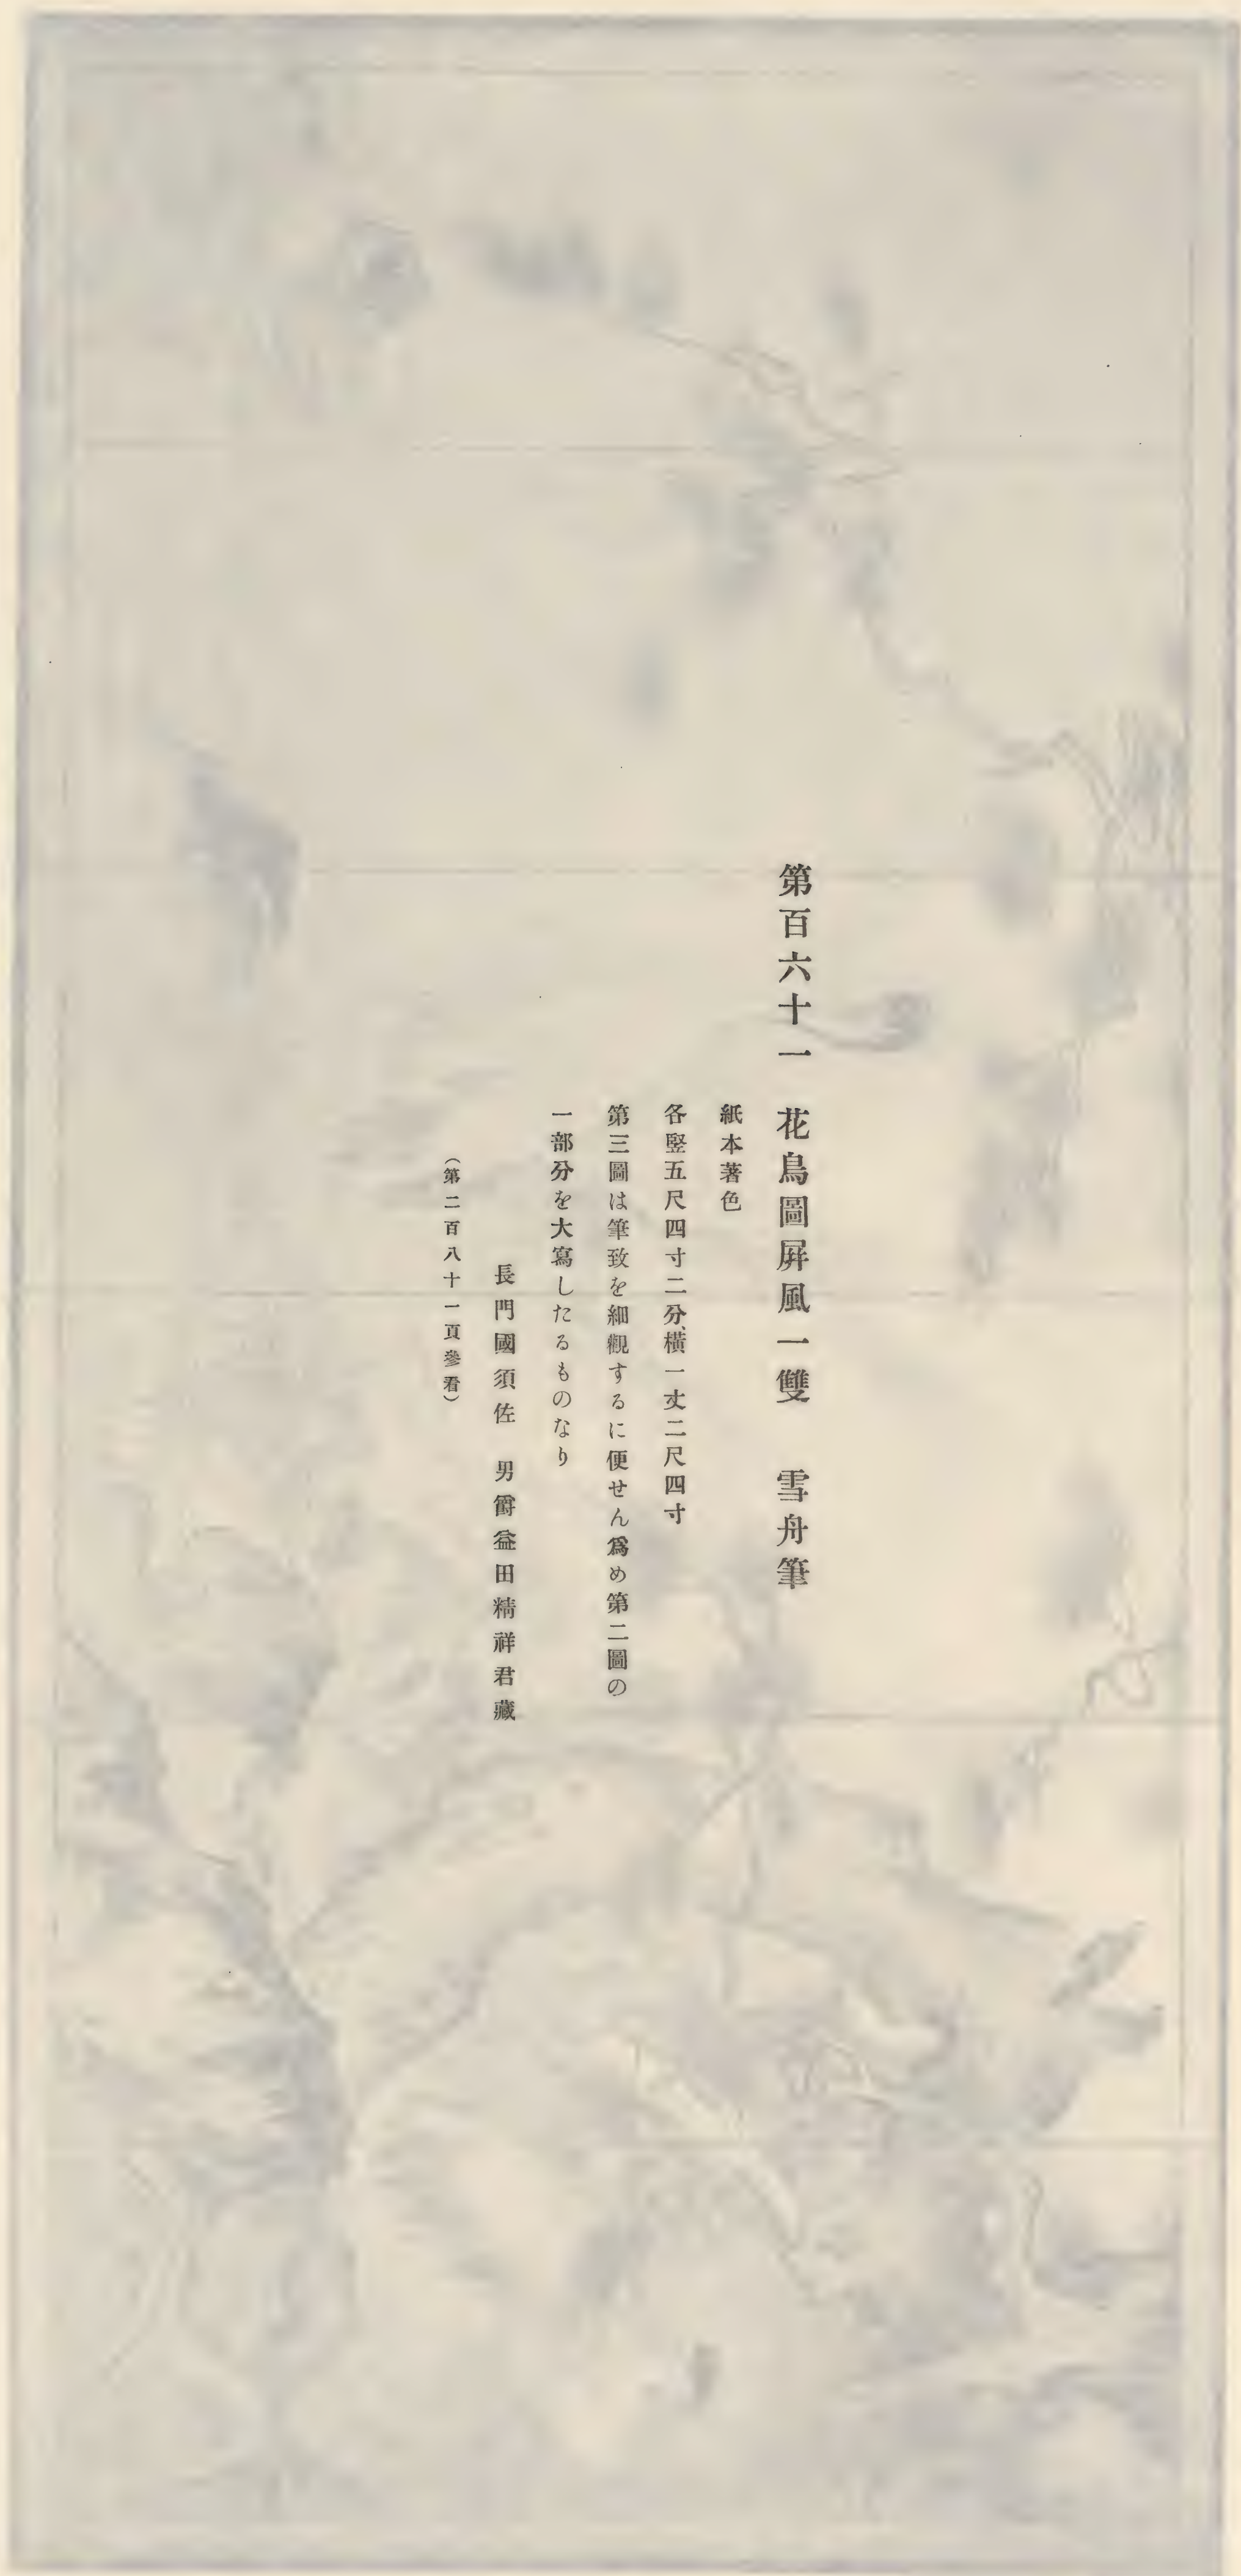 第百六十一　花鳥圖屛風一雙　雪舟筆
紙本著色
各竪五尺四寸二分、橫一丈二尺四寸
第三圖は筆致を細觀するに便せん爲め第二圖の
一部分を大寫したるものなり
長門國須佐　男爵益田精祥君藏
（第二百八十一頁參看）